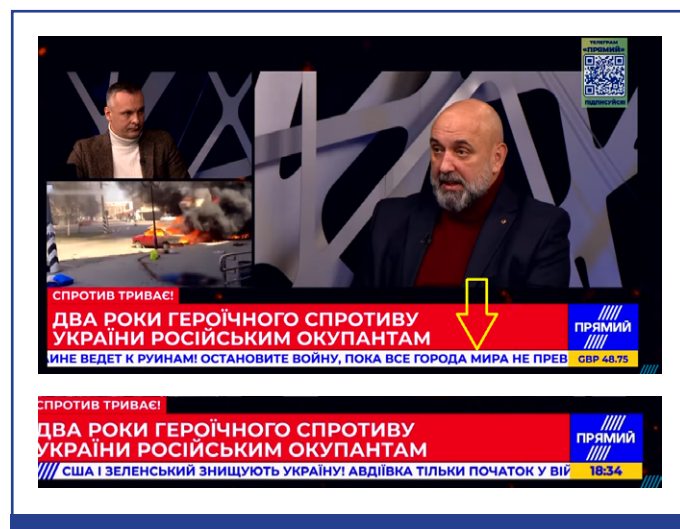 ТЕЛЕГРАМ
«ПРЯМИЙ»
ПІДПИСУЙСЯ
СПРОТИВ ТРИВАЄ!
ДВА РОКИ ГЕРОЇЧНОГО СПРОТИВУ
УКРАЇНИ РОСІЙСЬКИМ ОКУПАНТАМ
ПРЯМИЙ
АИНЕ ВЕДЕТ К РУИНАМ! ОСТАНОВИТЕ ВОЙНУ, ПОКА ВСЕ ГОРОДА МИРА НЕ ПРЕВ
GBP 48.75
СПРОТИВ ТРИВАЄ!
ДВА РОКИ ГЕРОЇЧНОГО СПРОТИВУ
УКРАЇНИ РОСІЙСЬКИМ ОКУПАНТАМ
ПРЯМИЙ
США І ЗЕЛЕНСЬКИЙ ЗНИЩУЮТЬ УКРАЇНУ! АВДІЇВКА ТІЛЬКИ ПОЧАТОК У ВІЙ
18:34